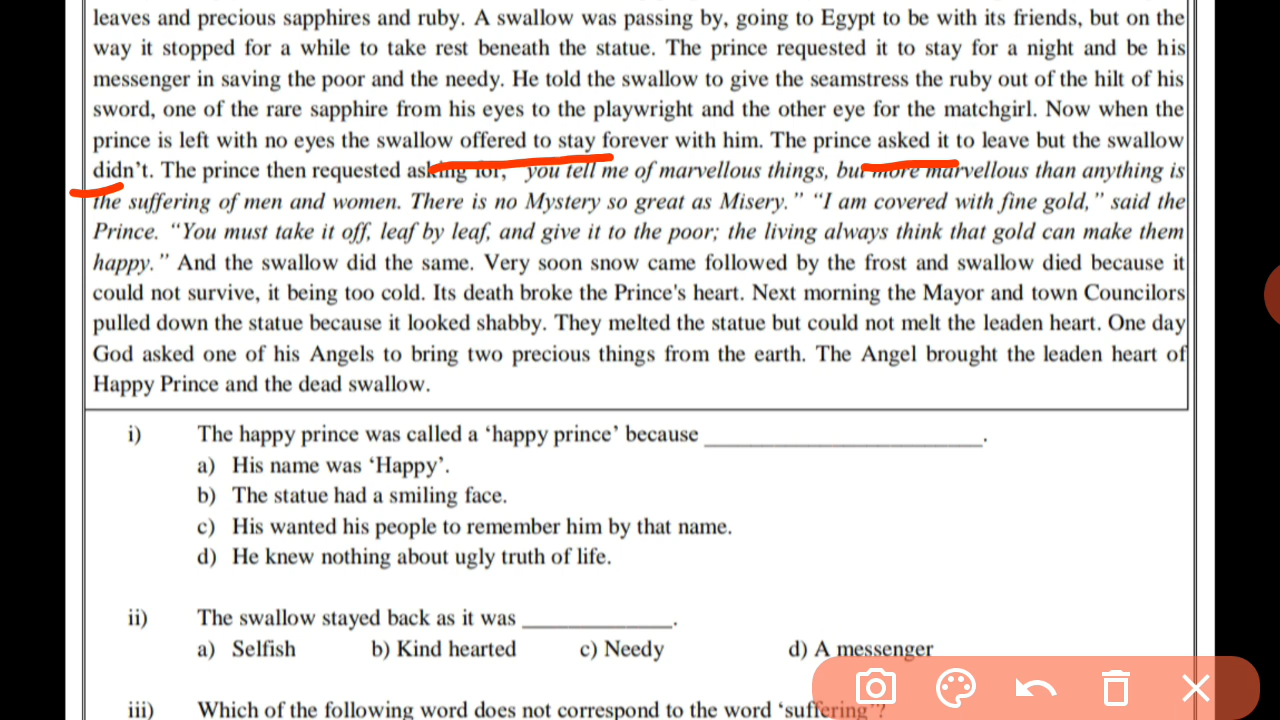 leaves and precious sapphires and ruby. A swallow was passing by, going to Egypt to be with its friends, but on the
way it stopped for a while to take rest beneath the statue. The prince requested it to stay for a night and be his
messenger in saving the poor and the needy. He told the swallow to give the seamstress the ruby out of the hilt of his
sword, one of the rare sapphire from his eyes to the playwright and the other eye for the matchgirl. Now when the
prince is left with no eyes the swallow offered to stay forever with him. The prince asked it to leave but the swallow
didn't. The prince then requested asking for, "you tell me of marvellous things, but more marvellous than anything is
the suffering of men and women. There is no Mystery so great as Misery." "I am covered with fine gold," said the
Prince. "You must take it off, leaf by leaf, and give it to the poor; the living always think that gold can make them
happy." And the swallow did the same. Very soon snow came followed by the frost and swallow died because it
could not survive, it being too cold. Its death broke the Prince's heart. Next morning the Mayor and town Councilors
pulled down the statue because it looked shabby. They melted the statue but could not melt the leaden heart. One day
God asked one of his Angels to bring two precious things from the earth. The Angel brought the leaden heart of
Happy Prince and the dead swallow.
i) The happy prince was called a 'happy prince' because ________________________.
a) His name was 'Happy'.
b) The statue had a smiling face.
c) His wanted his people to remember him by that name.
d) He knew nothing about ugly truth of life.
ii) The swallow stayed back as it was _____________.
a) Selfish b) Kind hearted c) Needy d) A messenger
iii) Which of the following word does not correspond to the word 'suffering'?